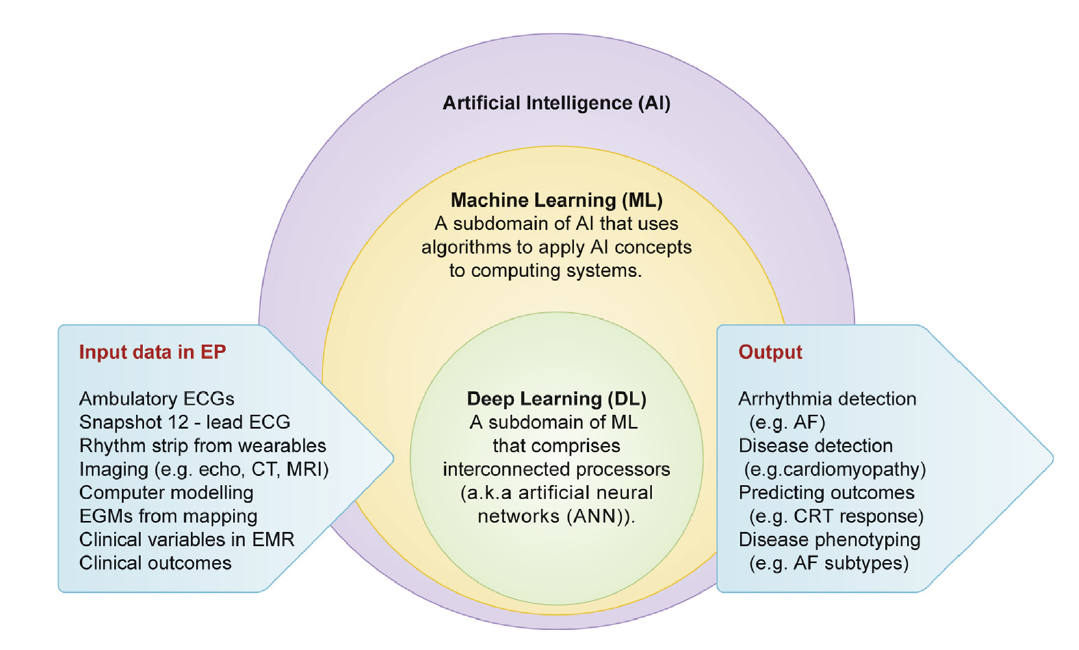 Artificial Intelligence (AI)
Machine Learning (ML)
A subdomain of AI that uses
algorithms to apply AI concepts
to computing systems.
Input data in EP
Ambulatory ECGs
Snapshot 12 - lead ECG
Rhythm strip from wearables
Imaging (e.g. echo, CT, MRI)
Computer modelling
EGMs from mapping
Clinical variables in EMR
Clinical outcomes
Deep Learning (DL)
A subdomain of ML
that comprises
interconnected processors
(a.k.a artificial neural
networks (ANN)).
Output
Arrhythmia detection
(e.g. AF)
Disease detection
(e.g.cardiomyopathy)
Predicting outcomes
(e.g. CRT response)
Disease phenotyping
(e.g. AF subtypes)